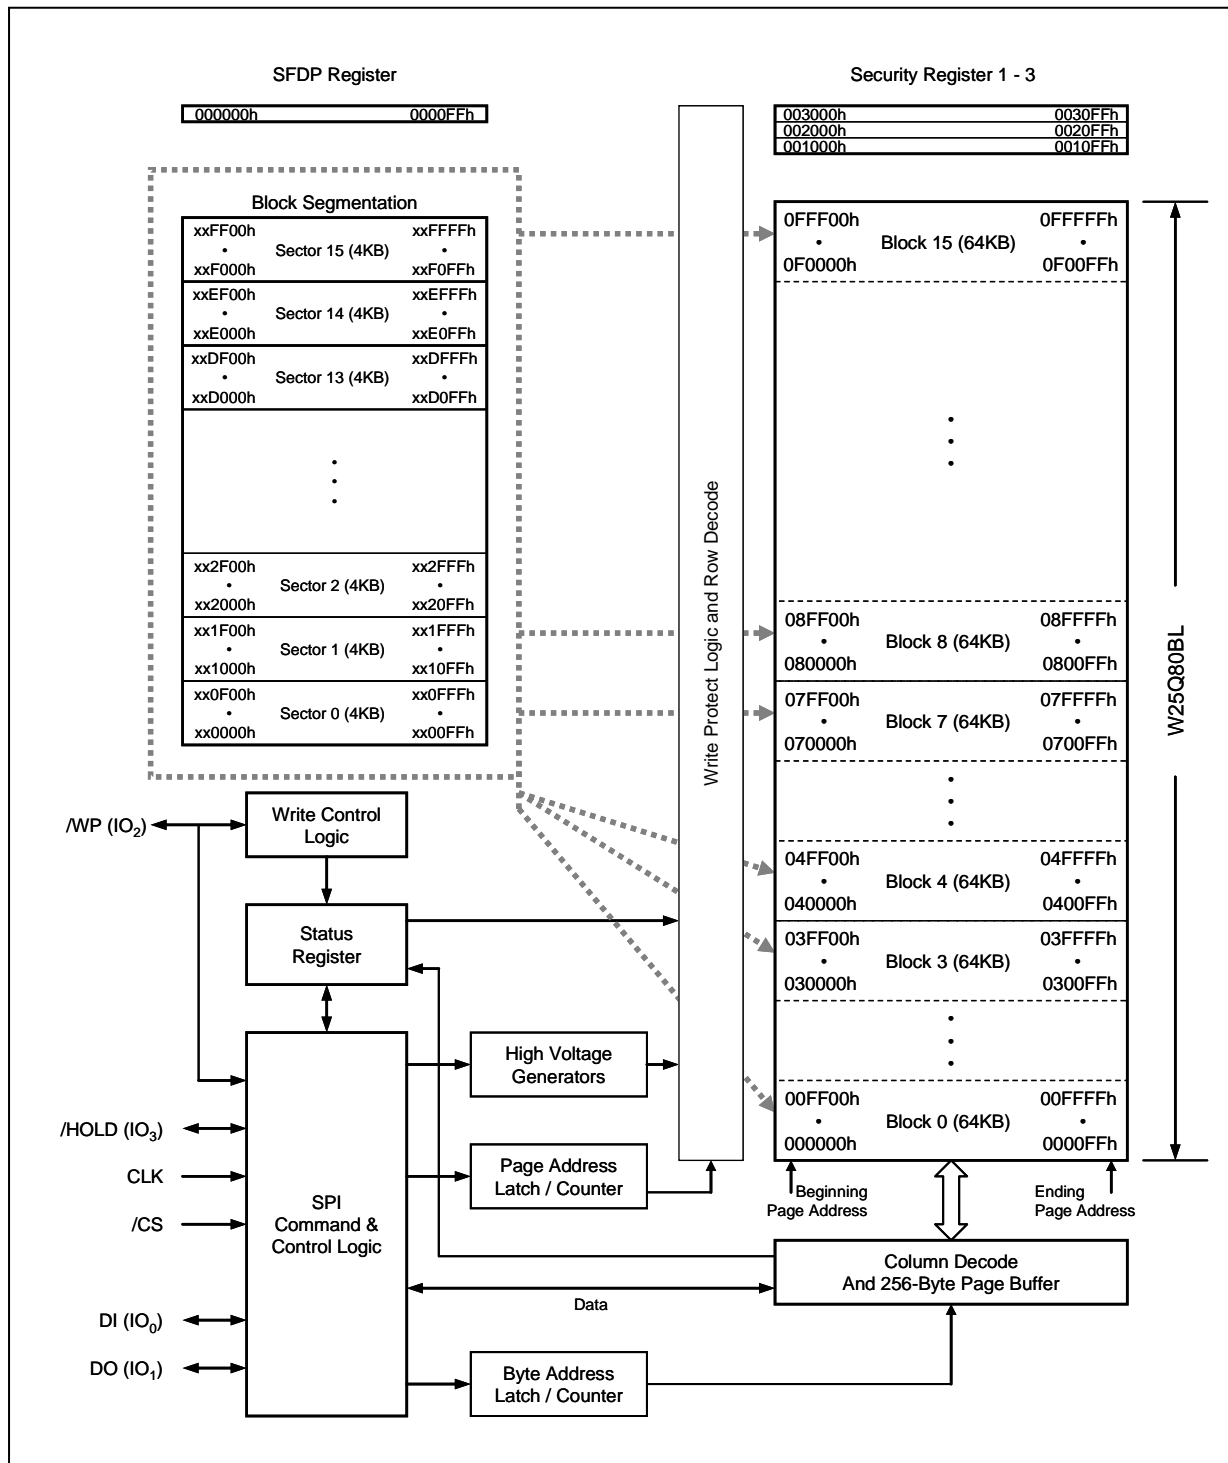 SFDP Register
000000h 0000FFh
Security Register 1 - 3
003000h 0030FFh
002000h 0020FFh
001000h 0010FFh
Block Segmentation
xxFF00h xxFFFFh
• Sector 15 (4KB) •
xxF000h xxF0FFh
xxEF00h xxEFFFh
• Sector 14 (4KB) •
xxE000h xxE0FFh
xxDF00h xxDFFFh
• Sector 13 (4KB) •
xxD000h xxD0FFh
•
•
•
xx2F00h xx2FFFh
• Sector 2 (4KB) •
xx2000h xx20FFh
xx1F00h xx1FFFh
• Sector 1 (4KB) •
xx1000h xx10FFh
xx0F00h xx0FFFh
• Sector 0 (4KB) •
xx0000h xx00FFh
Write Protect Logic and Row Decode
0FFF00h 0FFFFFh
• Block 15 (64KB) •
0F0000h 0F00FFh
•
•
•
08FF00h 08FFFFh
• Block 8 (64KB) •
080000h 0800FFh
07FF00h 07FFFFh
• Block 7 (64KB) •
070000h 0700FFh
•
•
•
04FF00h 04FFFFh
• Block 4 (64KB) •
040000h 0400FFh
03FF00h 03FFFFh
• Block 3 (64KB) •
030000h 0300FFh
•
•
•
00FF00h 00FFFFh
• Block 0 (64KB) •
000000h 0000FFh
W25Q80BL
Beginning
Page Address
Ending
Page Address
/WP (IO2)
Write Control
Logic
Status
Register
High Voltage
Generators
/HOLD (IO3)
CLK
/CS
DI (IO0)
DO (IO1)
SPI
Command &
Control Logic
Page Address
Latch / Counter
Column Decode
And 256-Byte Page Buffer
Data
Byte Address
Latch / Counter